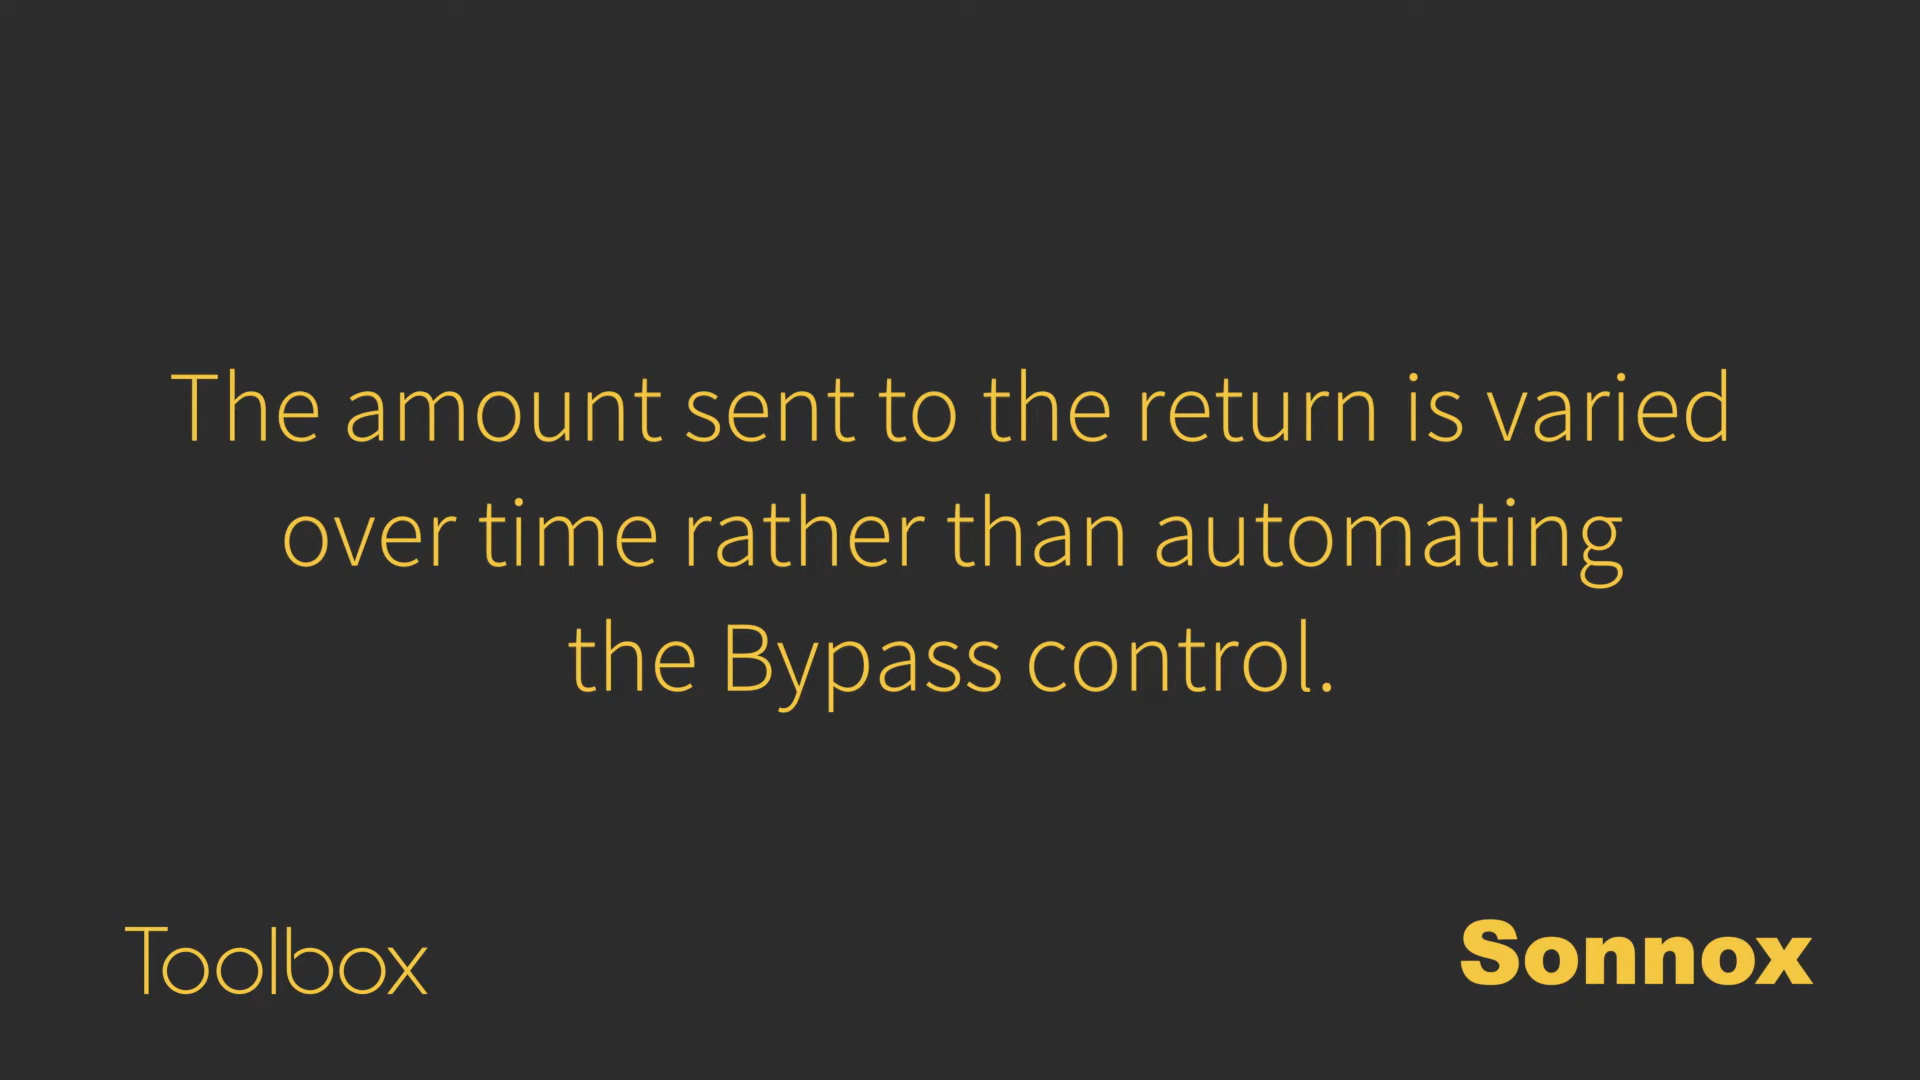 The amount sent to the return is varied
over time rather than automating
the Bypass control.
Toolbox
Sonnox